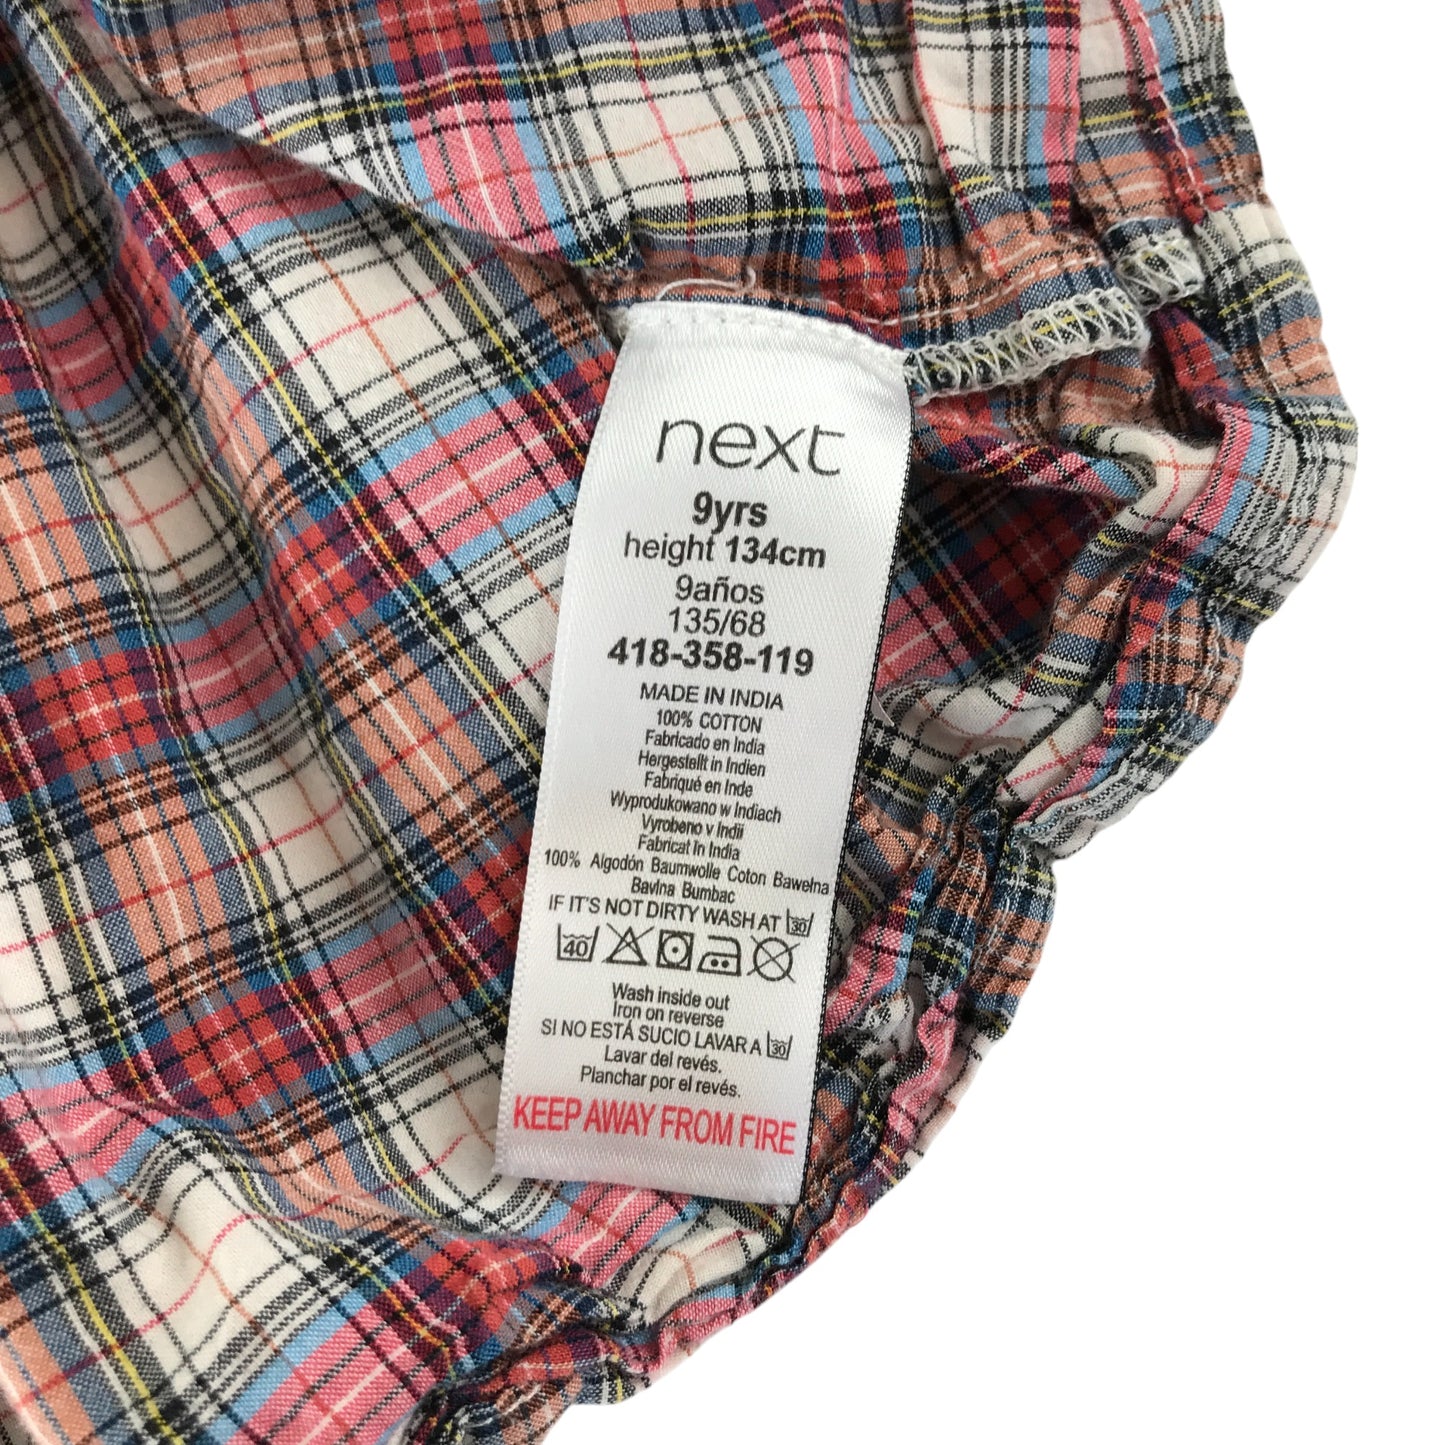 next
9yrs
height 134cm
9años
135/68
418-358-119
MADE IN INDIA
100% COTTON
Fabricado en India
Hergestellt in Indien
Fabriqué en Inde
Wyprodukowano w Indiach
Vyrobeno v Indii
Fabricat în India
100% Algodón Baumwolle Coton Bawełna
Bavlna Bumbac
IF IT'S NOT DIRTY WASH AT 30
40
Wash inside out
Iron on reverse
SI NO ESTÁ SUCIO LAVAR A 30
Lavar del revés.
Planchar por el revés.
KEEP AWAY FROM FIRE